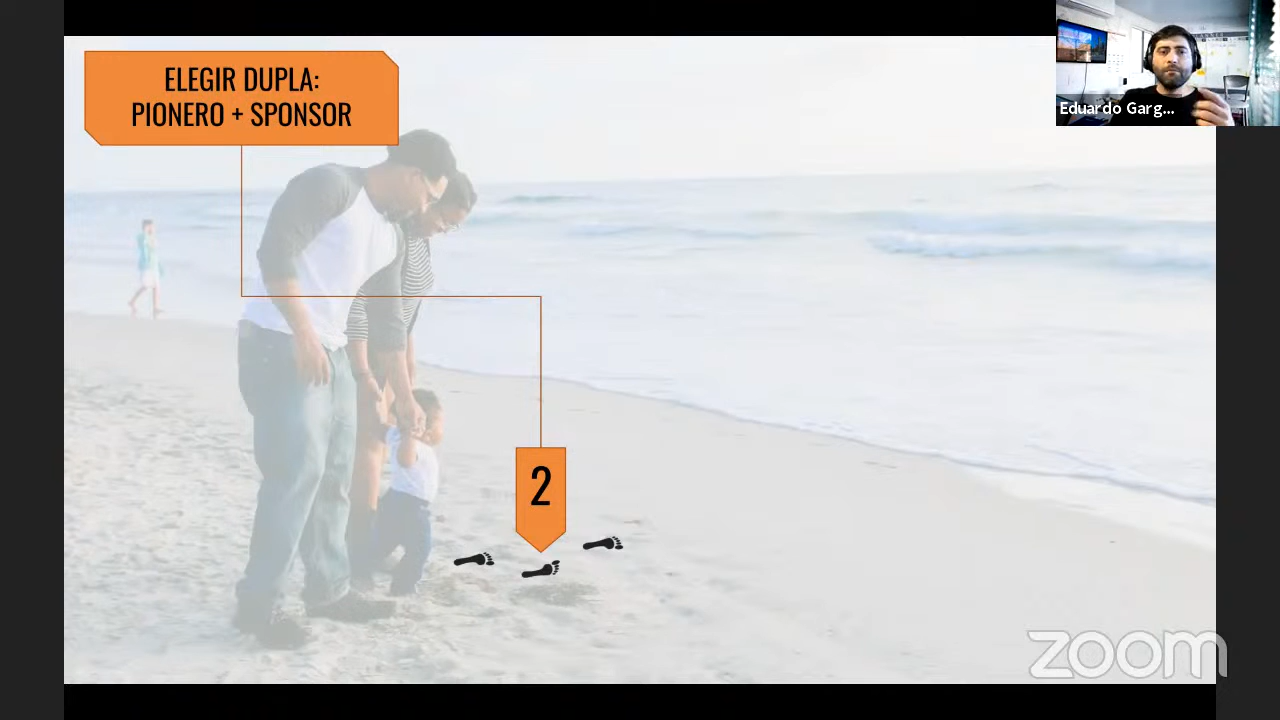 ELEGIR DUPLA:
PIONERO + SPONSOR
Eduardo Garg...
2
zoom